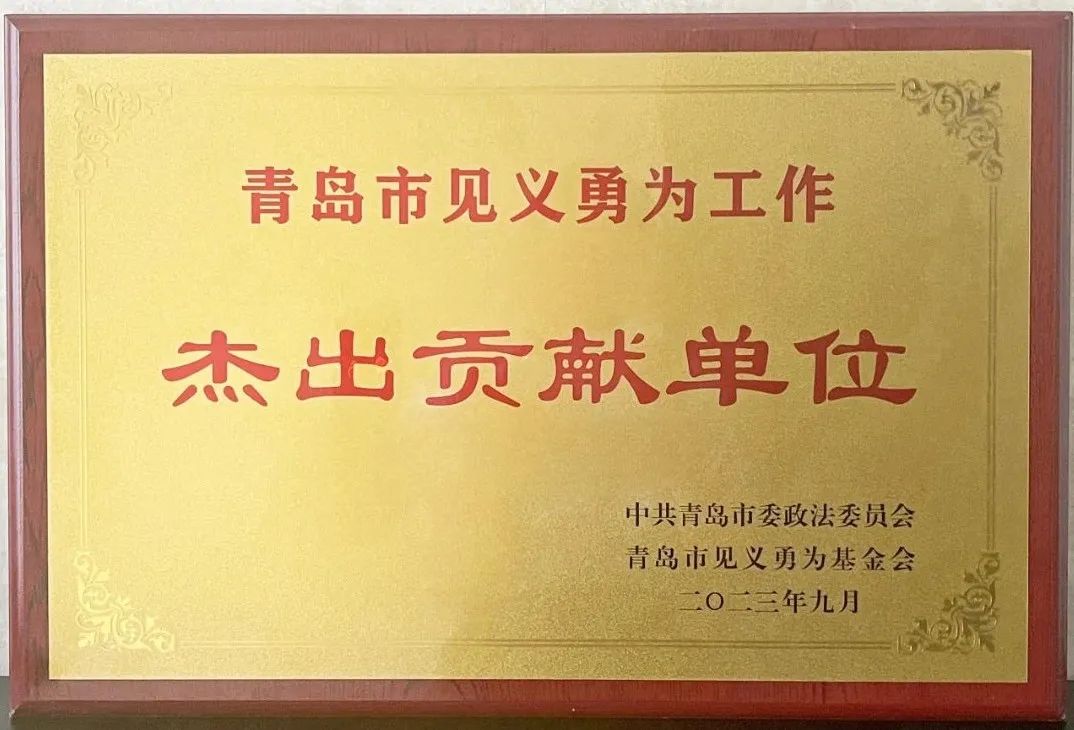 青岛市见义勇为工作
杰出贡献单位
中共青岛市委政法委员会
青岛市见义勇为基金会
二〇二三年九月